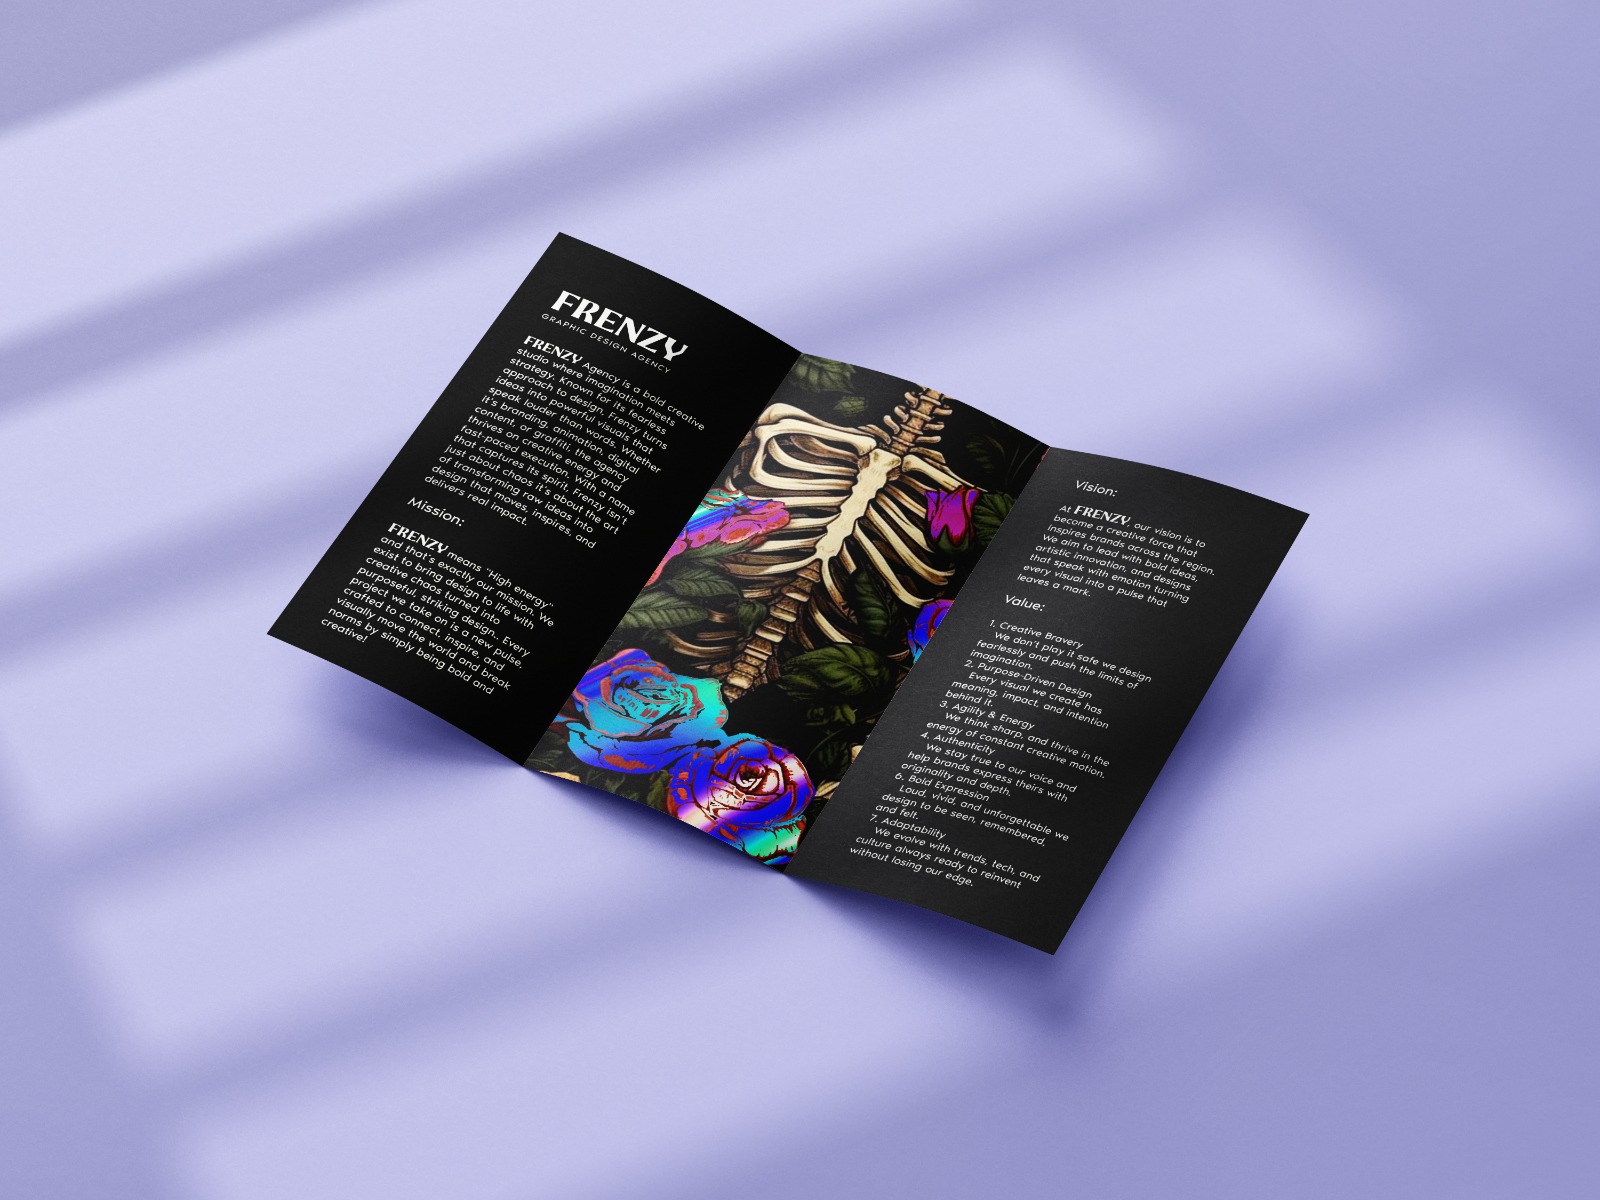 FRENZY
GRAPHIC DESIGN AGENCY
FRENZY Agency is a bold creative
studio where imagination meets
strategy. Known for its fearless
approach to design, Frenzy turns
ideas into powerful visuals that
speak louder than words. Whether
it's branding, animation, digital
content, or graffiti, the agency
thrives on creative energy and
fast-paced execution. With a name
that captures its spirit, Frenzy isn't
just about chaos it's about the art
of transforming raw ideas into
design that moves, inspires, and
delivers real impact.
Mission:
FRENZY means "High energy"
and that's exactly our mission. We
exist to bring design to life with
creative chaos turned into
purposeful, striking design. Every
project we take on is a new pulse,
crafted to connect, inspire, and
visually move the world and break
norms by simply being bold and
creative!
Vision:
At FRENZY, our vision is to
become a creative force that
inspires brands across the region.
We aim to lead with bold ideas,
artistic innovation, and designs
that speak with emotion turning
every visual into a pulse that
leaves a mark.
Value:
1. Creative Bravery
We don't play it safe we design
fearlessly and push the limits of
imagination.
2. Purpose-Driven Design
Every visual we create has
meaning, impact, and intention
behind it.
3. Agility & Energy
We think sharp, and thrive in the
energy of constant creative motion.
4. Authenticity
We stay true to our voice and
help brands express theirs with
originality and depth.
6. Bold Expression
Loud, vivid, and unforgettable we
design to be seen, remembered,
and felt.
7. Adaptability
We evolve with trends, tech, and
culture always ready to reinvent
without losing our edge.